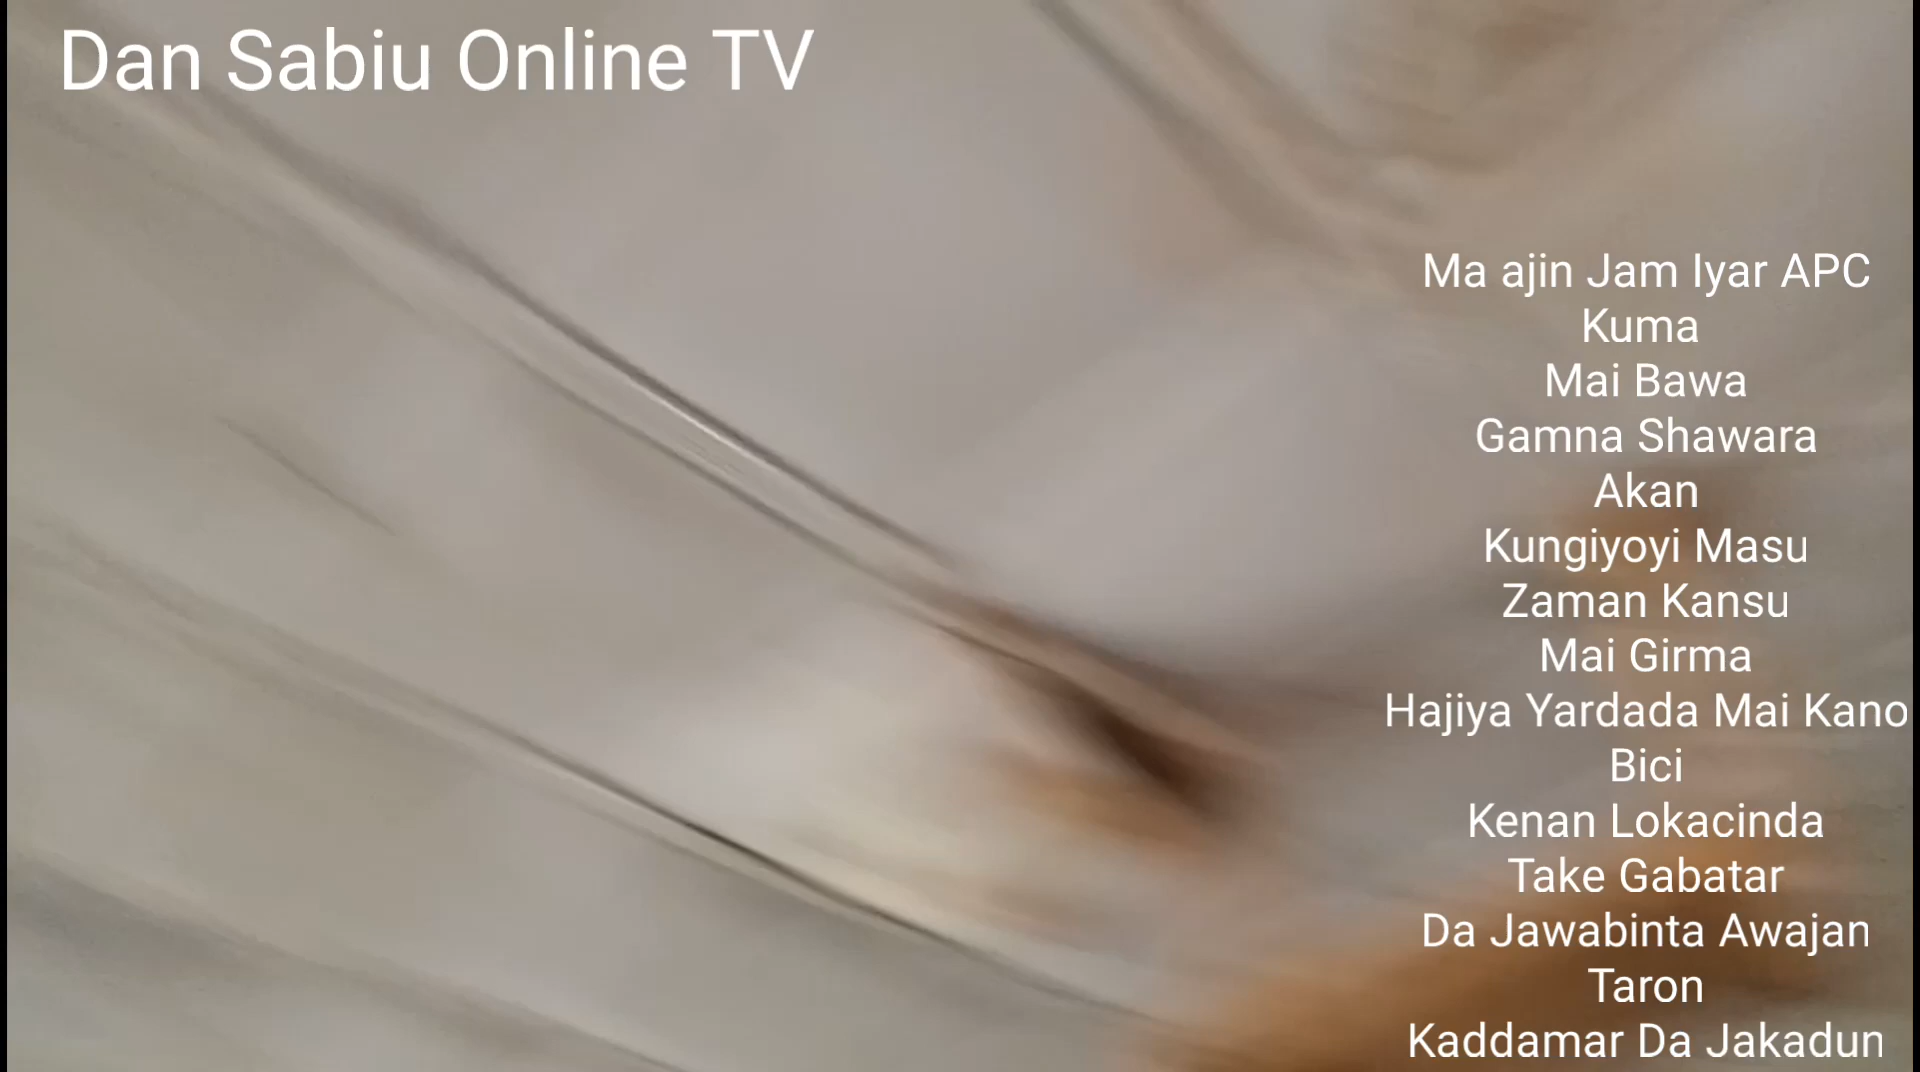 Dan Sabiu Online TV
Ma ajin Jam Iyar APC
Kuma
Mai Bawa
Gamna Shawara
Akan
Kungiyoyi Masu
Zaman Kansu
Mai Girma
Hajiya Yardada Mai Kano
Bici
Kenan Lokacinda
Take Gabatar
Da Jawabinta Awajan
Taron
Kaddamar Da Jakadun